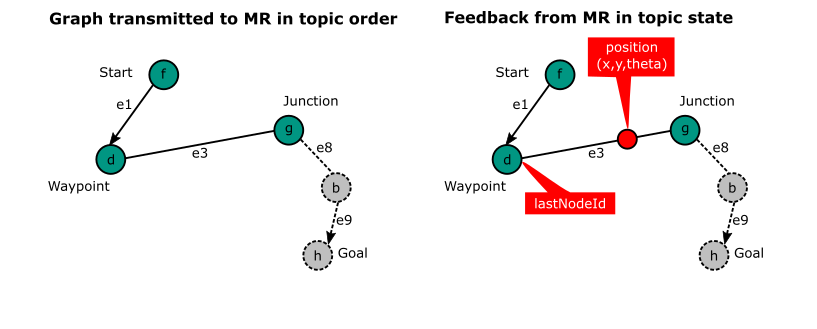 Graph transmitted to MR in topic order
Start
f
e1
Junction
g
d
e3
e8
Waypoint
b
e9
h
Goal
Feedback from MR in topic state
position
(x,y,theta)
Start
f
e1
Junction
g
d
e3
e8
Waypoint
lastNodeId
b
e9
h
Goal